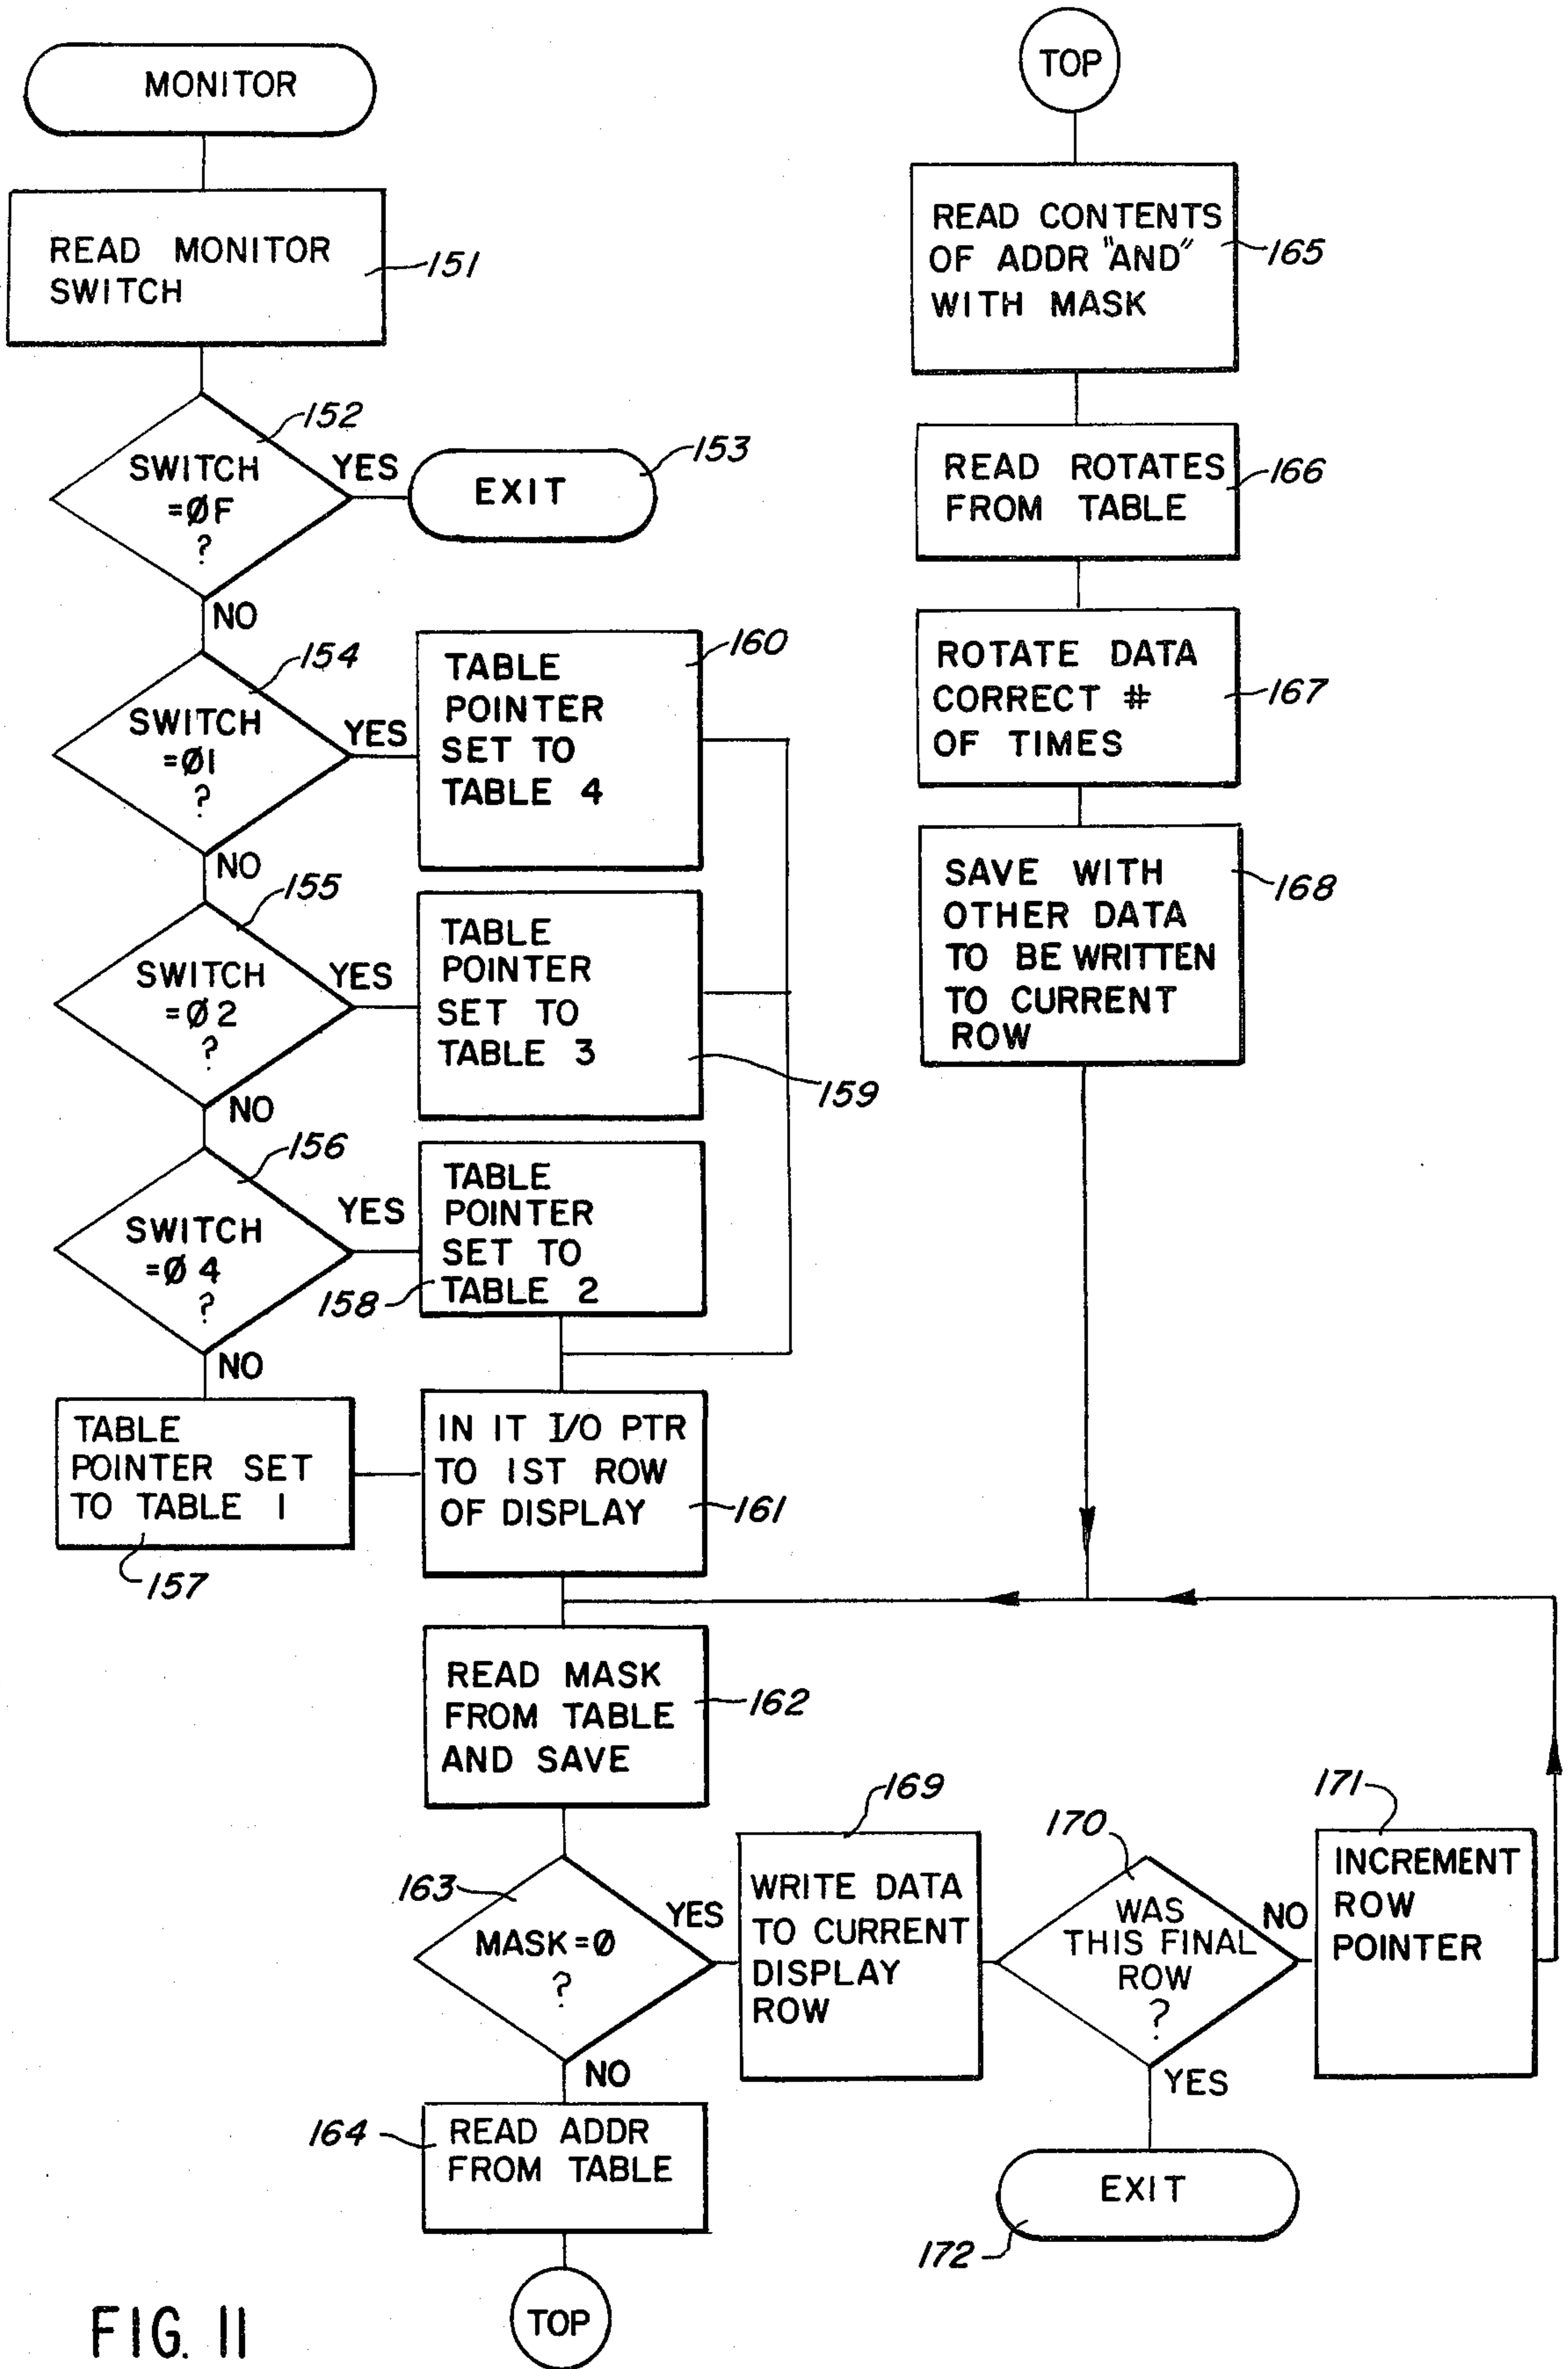 MONITOR
READ MONITOR
SWITCH
151
SWITCH
=ØF
?
152
YES
EXIT
153
NO
SWITCH
=Ø1
?
154
YES
TABLE
POINTER
SET TO
TABLE 4
160
NO
SWITCH
=Ø2
?
155
YES
TABLE
POINTER
SET TO
TABLE 3
159
NO
SWITCH
=Ø4
?
156
YES
TABLE
POINTER
SET TO
TABLE 2
158
NO
TABLE
POINTER SET
TO TABLE 1
157
IN IT I/O PTR
TO 1ST ROW
OF DISPLAY
161
READ MASK
FROM TABLE
AND SAVE
162
163
MASK=Ø
?
YES
NO
164
READ ADDR
FROM TABLE
TOP
169
WRITE DATA
TO CURRENT
DISPLAY
ROW
170
WAS
THIS FINAL
ROW
?
NO
YES
171
INCREMENT
ROW
POINTER
EXIT
172
TOP
READ CONTENTS
OF ADDR "AND"
WITH MASK
165
READ ROTATES
FROM TABLE
166
ROTATE DATA
CORRECT #
OF TIMES
167
SAVE WITH
OTHER DATA
TO BE WRITTEN
TO CURRENT
ROW
168
FIG. 11